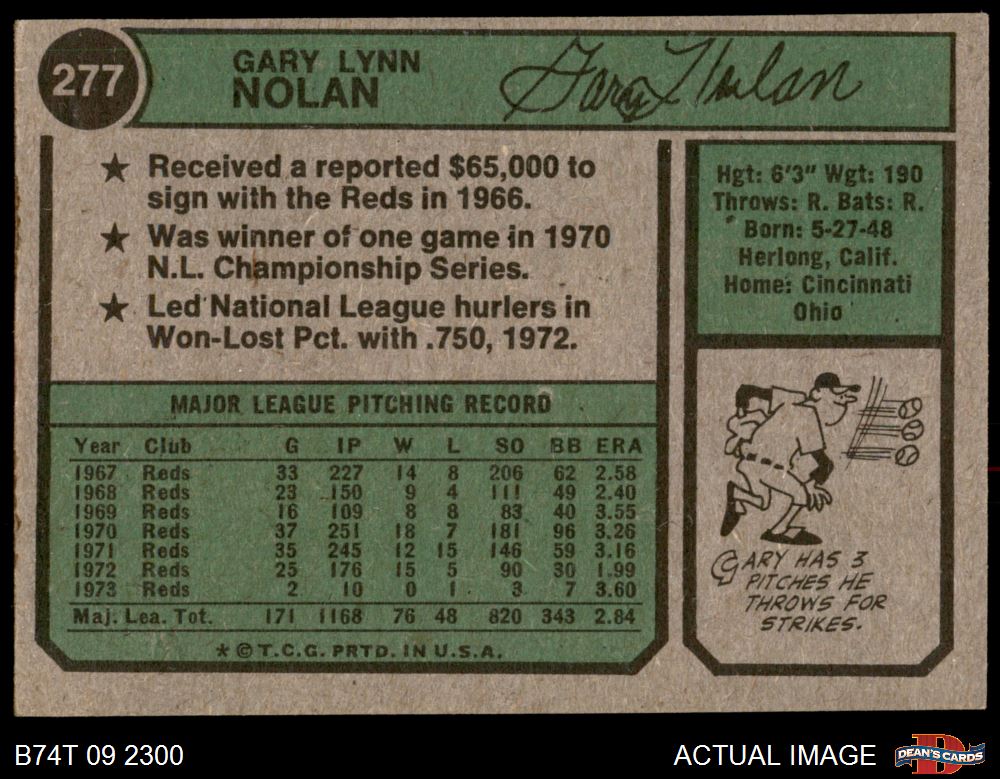 277
GARY LYNN
NOLAN
Gary Nolan
★ Received a reported $65,000 to
sign with the Reds in 1966.
★ Was winner of one game in 1970
N.L. Championship Series.
★ Led National League hurlers in
Won-Lost Pct. with .750, 1972.
Hgt: 6'3" Wgt: 190
Throws: R. Bats: R.
Born: 5-27-48
Herlong, Calif.
Home: Cincinnati
Ohio
MAJOR LEAGUE PITCHING RECORD
Year Club G IP W L SO BB ERA
1967 Reds 33 227 14 8 206 62 2.58
1968 Reds 23 150 9 4 111 49 2.40
1969 Reds 16 109 8 8 83 40 3.55
1970 Reds 37 251 18 7 181 96 3.26
1971 Reds 35 245 12 15 146 59 3.16
1972 Reds 25 176 15 5 90 30 1.99
1973 Reds 2 10 0 1 3 7 3.60
Maj. Lea. Tot. 171 1168 76 48 820 343 2.84
* © T.C.G. PRTD. IN U.S.A.
GARY HAS 3
PITCHES HE
THROWS FOR
STRIKES.
B74T 09 2300
ACTUAL IMAGE
DEAN'S CARDS